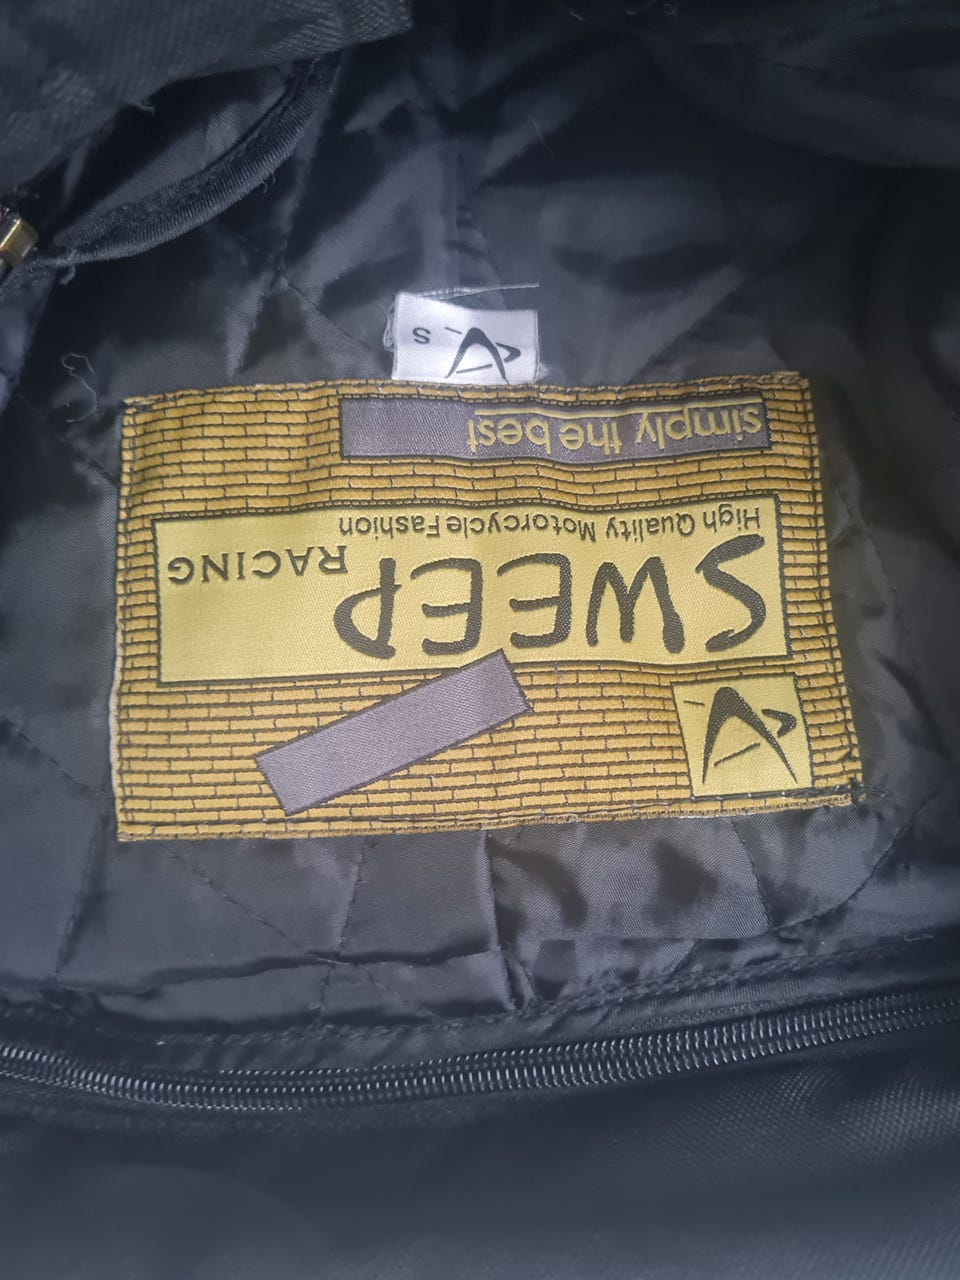 SWEEP RACING
High Quality Motorcycle Fashion
simply the best
S